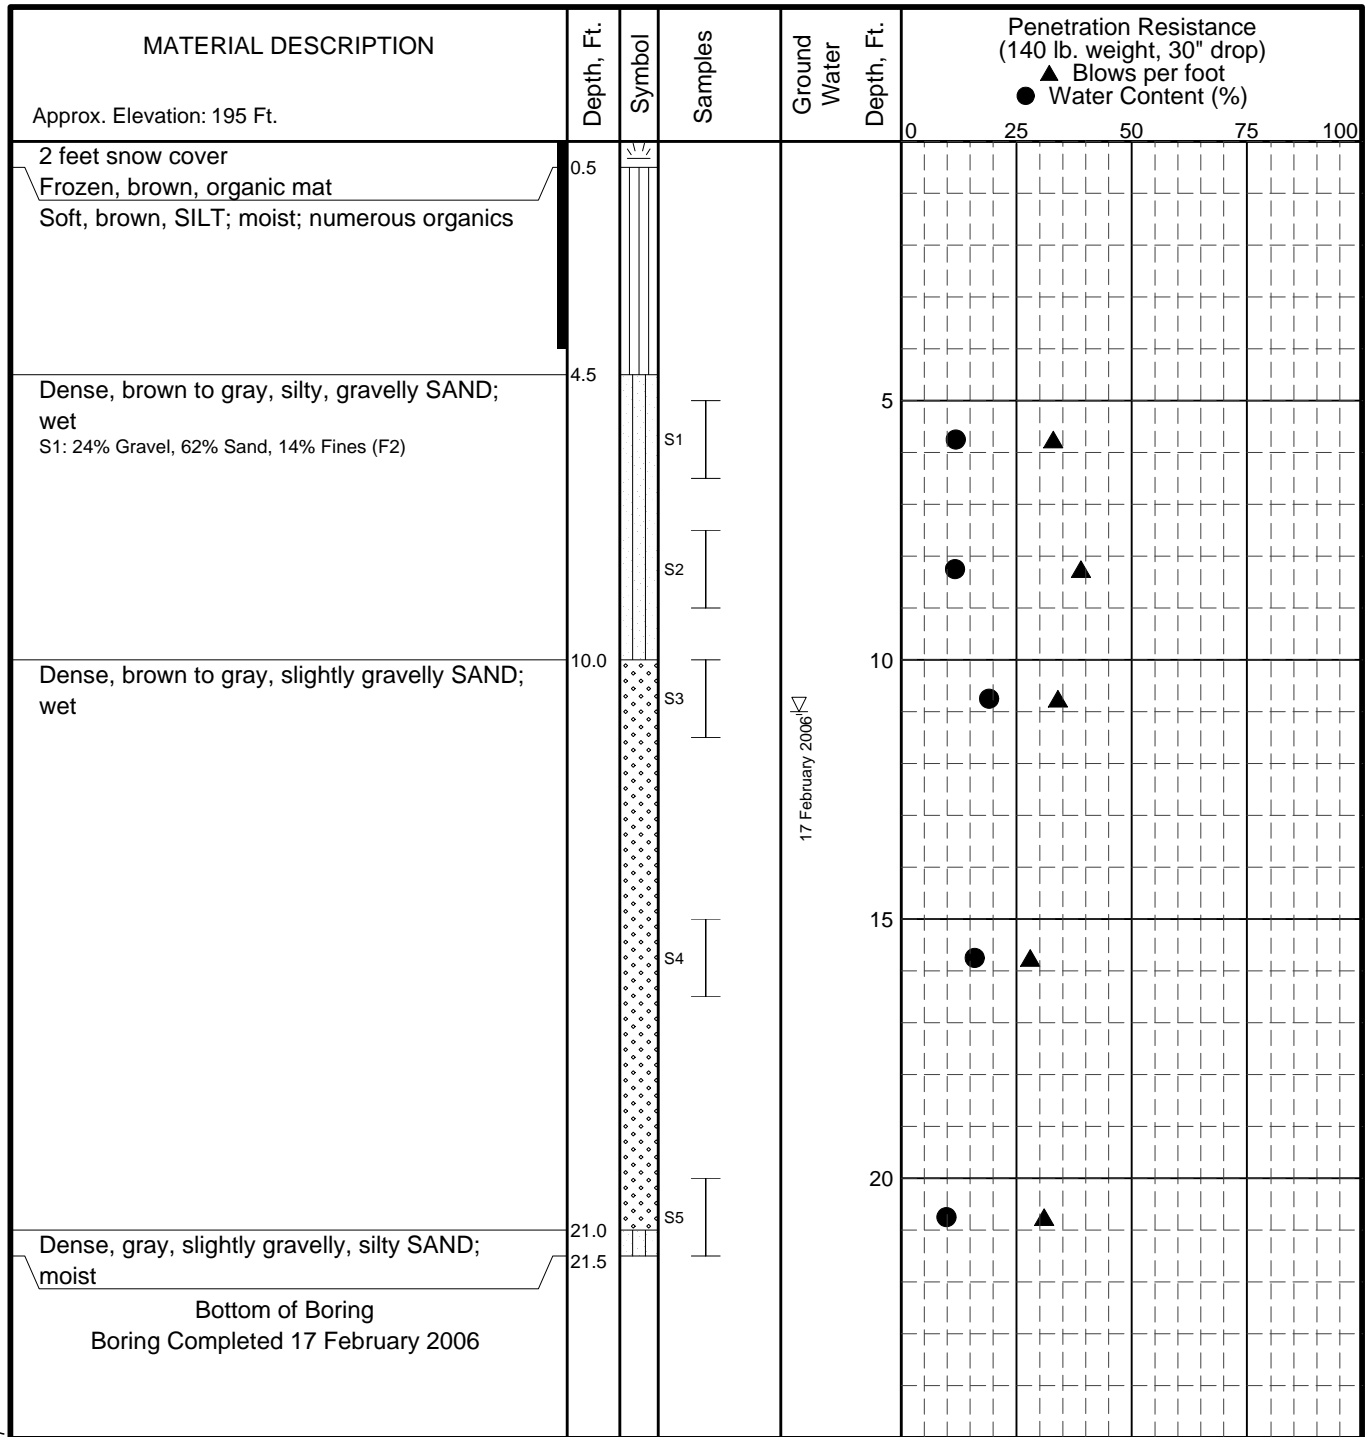 MATERIAL DESCRIPTION
Approx. Elevation: 195 Ft.
Depth, Ft.
Symbol
Samples
Ground
Water
Depth, Ft.
Penetration Resistance
(140 lb. weight, 30" drop)
▲ Blows per foot
● Water Content (%)
0 25 50 75 100
2 feet snow cover
0.5
Frozen, brown, organic mat
Soft, brown, SILT; moist; numerous organics
4.5
Dense, brown to gray, silty, gravelly SAND;
wet
S1: 24% Gravel, 62% Sand, 14% Fines (F2)
S1
5
S2
10.0
10
Dense, brown to gray, slightly gravelly SAND;
wet
S3
17 February 2006
15
S4
20
S5
21.0
Dense, gray, slightly gravelly, silty SAND;
moist
21.5
Bottom of Boring
Boring Completed 17 February 2006